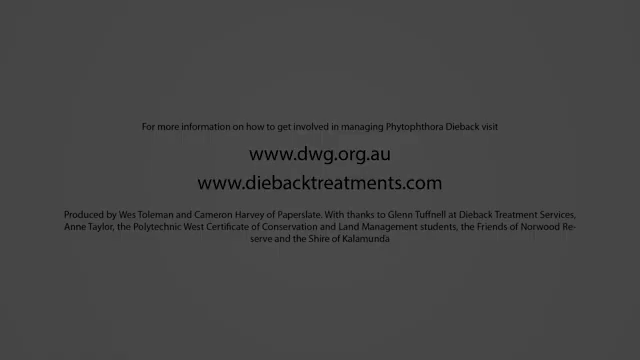 For more information on how to get involved in managing Phytophthora Dieback visit
www.dwg.org.au
www.diebacktreatments.com
Produced by Wes Toleman and Cameron Harvey of Paperslate. With thanks to Glenn Tuffnell at Dieback Treatment Services,
Anne Taylor, the Polytechnic West Certificate of Conservation and Land Management students, the Friends of Norwood Re-
serve and the Shire of Kalamunda